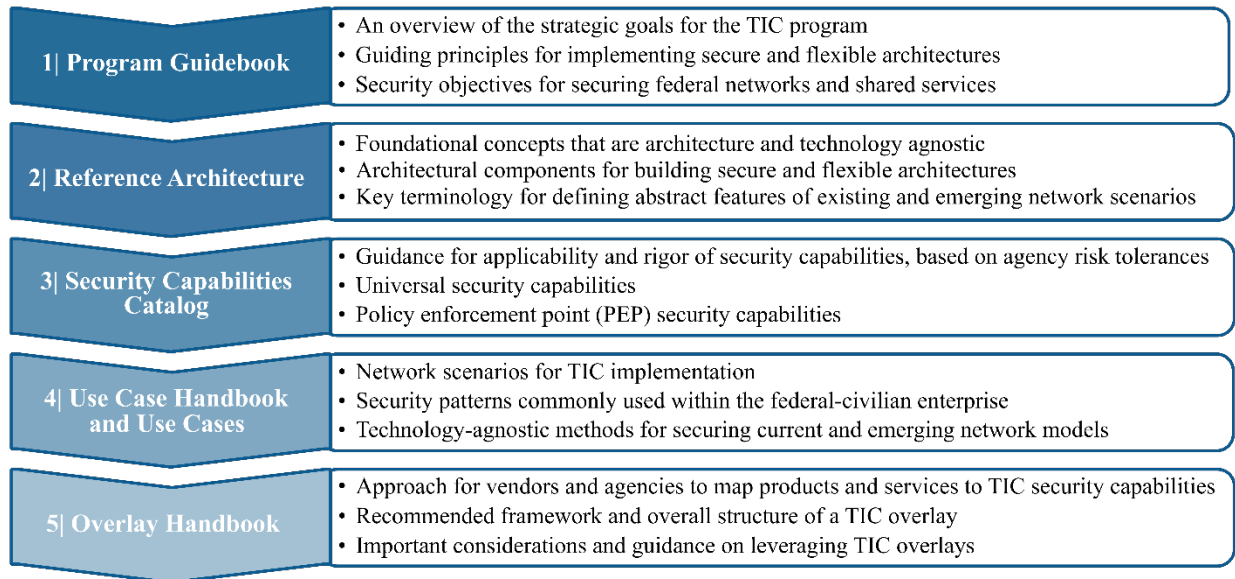 1| Program Guidebook
• An overview of the strategic goals for the TIC program
• Guiding principles for implementing secure and flexible architectures
• Security objectives for securing federal networks and shared services
2| Reference Architecture
• Foundational concepts that are architecture and technology agnostic
• Architectural components for building secure and flexible architectures
• Key terminology for defining abstract features of existing and emerging network scenarios
3| Security Capabilities
Catalog
• Guidance for applicability and rigor of security capabilities, based on agency risk tolerances
• Universal security capabilities
• Policy enforcement point (PEP) security capabilities
4| Use Case Handbook
and Use Cases
• Network scenarios for TIC implementation
• Security patterns commonly used within the federal-civilian enterprise
• Technology-agnostic methods for securing current and emerging network models
5| Overlay Handbook
• Approach for vendors and agencies to map products and services to TIC security capabilities
• Recommended framework and overall structure of a TIC overlay
• Important considerations and guidance on leveraging TIC overlays